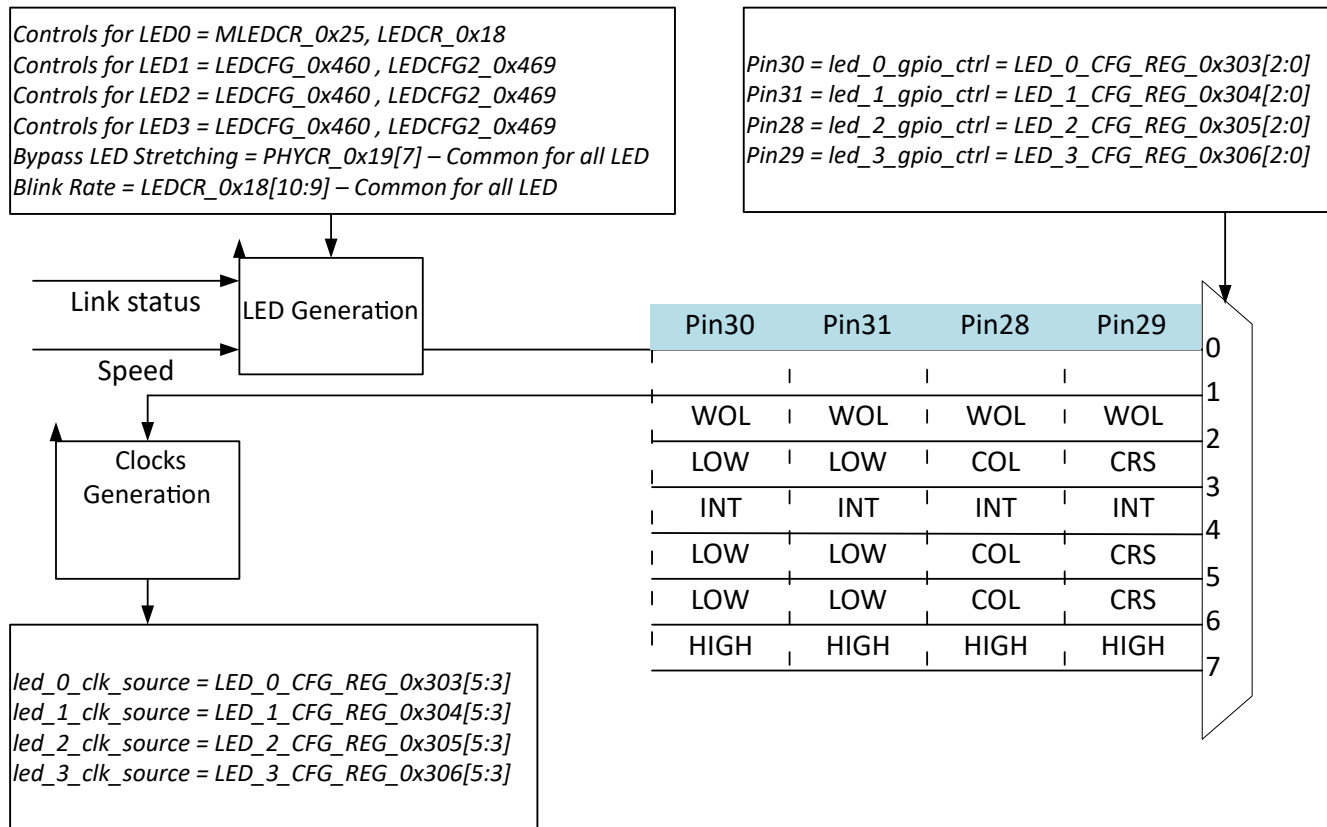 Controls for LED0 = MLEDCR_0x25, LEDCR_0x18
Controls for LED1 = LEDCFG_0x460 , LEDCFG2_0x469
Controls for LED2 = LEDCFG_0x460 , LEDCFG2_0x469
Controls for LED3 = LEDCFG_0x460 , LEDCFG2_0x469
Bypass LED Stretching = PHYCR_0x19[7] – Common for all LED
Blink Rate = LEDCR_0x18[10:9] – Common for all LED
Pin30 = led_0_gpio_ctrl = LED_0_CFG_REG_0x303[2:0]
Pin31 = led_1_gpio_ctrl = LED_1_CFG_REG_0x304[2:0]
Pin28 = led_2_gpio_ctrl = LED_2_CFG_REG_0x305[2:0]
Pin29 = led_3_gpio_ctrl = LED_3_CFG_REG_0x306[2:0]
Link status
LED Generation
Speed
Pin30 Pin31 Pin28 Pin29
0
1
WOL WOL WOL WOL
2
LOW LOW COL CRS
3
INT INT INT INT
4
LOW LOW COL CRS
5
LOW LOW COL CRS
6
HIGH HIGH HIGH HIGH
7
Clocks
Generation
led_0_clk_source = LED_0_CFG_REG_0x303[5:3]
led_1_clk_source = LED_1_CFG_REG_0x304[5:3]
led_2_clk_source = LED_2_CFG_REG_0x305[5:3]
led_3_clk_source = LED_3_CFG_REG_0x306[5:3]